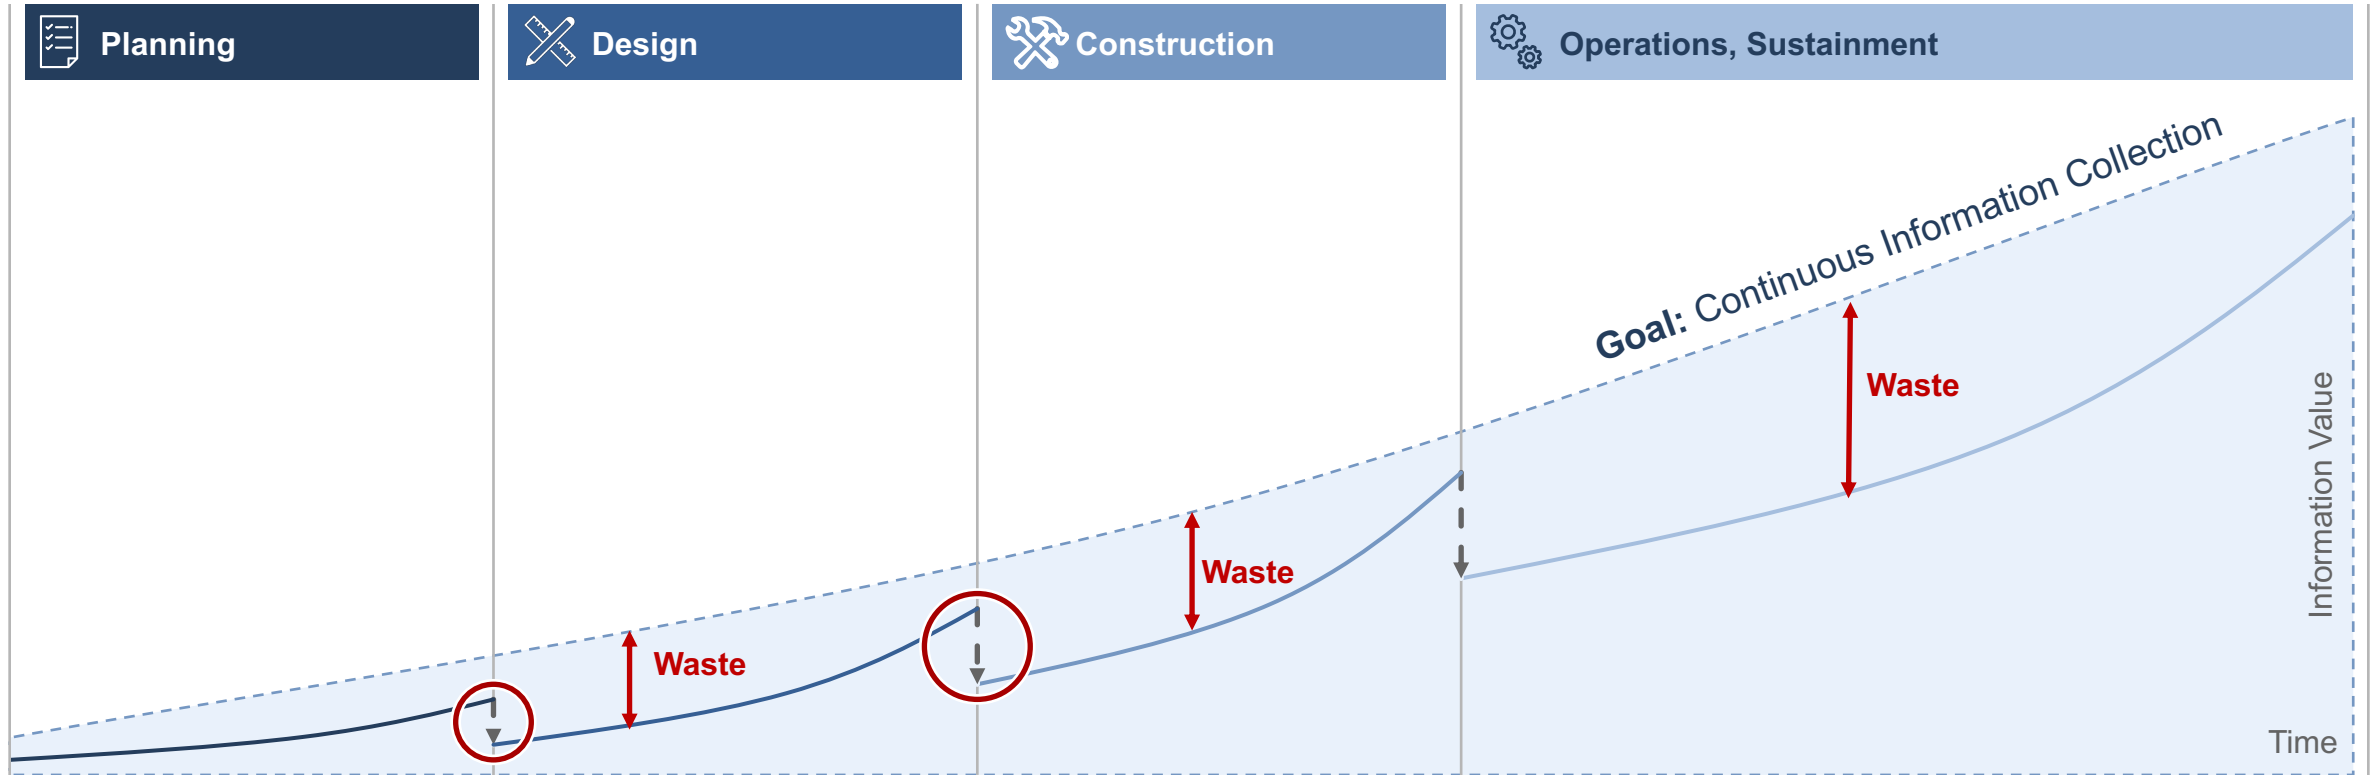 Planning
Design
Construction
Operations, Sustainment
Goal: Continuous Information Collection
Waste
Waste
Waste
Information Value
Time